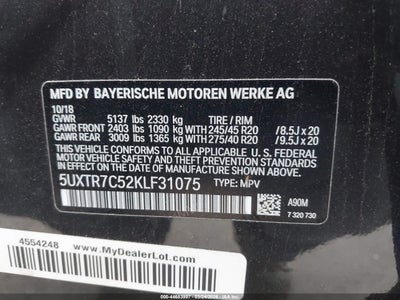 MFD BY BAYERISCHE MOTOREN WERKE AG
10/18
GVWR 5137 lbs 2330 kg TIRE / RIM
GAWR FRONT 2403 lbs 1090 kg 245/45 R20 / 8.5J x 20
GAWR REAR 3009 lbs 1365 kg 275/40 R20 / 9.5J x 20
THIS VEHICLE CONFORMS TO ALL APPLICABLE U. S. FEDERAL
MOTOR VEHICLE SAFETY, BUMPER, AND THEFT PREVENTION
STANDARDS IN EFFECT ON THE DATE OF MANUFACTURE SHOWN ABOVE.
5UXTR7C52KLF31075 TYPE: MPV
A90M
7 320 730
4554248
www.MyDealerLot.com